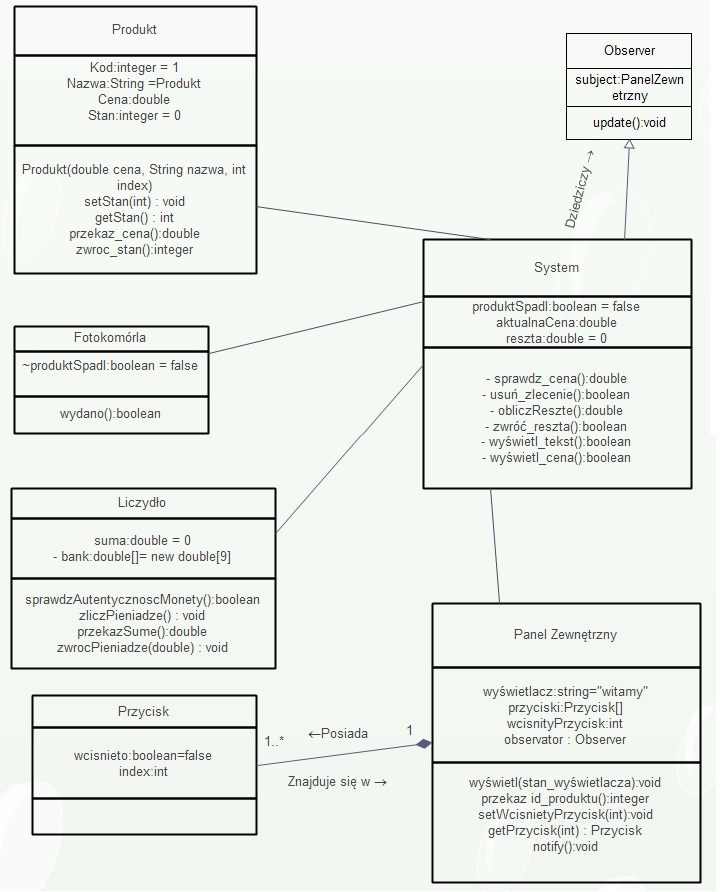 Produkt
Kod:integer = 1
Nazwa:String =Produkt
Cena:double
Stan:integer = 0
Produkt(double cena, String nazwa, int
index)
setStan(int) : void
getStan() : int
przekaz_cena():double
zwroc_stan():integer
Observer
subject:PanelZewn
etrzny
update():void
Dziedziczy →
System
produktSpadl:boolean = false
aktualnaCena:double
reszta:double = 0
- sprawdz_cena():double
- usuń_zlecenie():boolean
- obliczReszte():double
- zwróć_reszta():boolean
- wyświetl_tekst():boolean
- wyświetl_cena():boolean
Fotokomórla
~produktSpadl:boolean = false
wydano():boolean
Liczydło
suma:double = 0
- bank:double[]= new double[9]
sprawdzAutentycznoscMonety():boolean
zliczPieniadze() : void
przekazSume():double
zwrocPieniadze(double) : void
Przycisk
wcisnieto:boolean=false
index:int
1..*
←Posiada
1
Znajduje się w →
Panel Zewnętrzny
wyświetlacz:string="witamy"
przyciski:Przycisk[]
wcisnityPrzycisk:int
observator : Observer
wyświetl(stan_wyświetlacza):void
przekaz id_produktu():integer
setWcisnietyPrzycisk(int):void
getPrzycisk(int) : Przycisk
notify():void